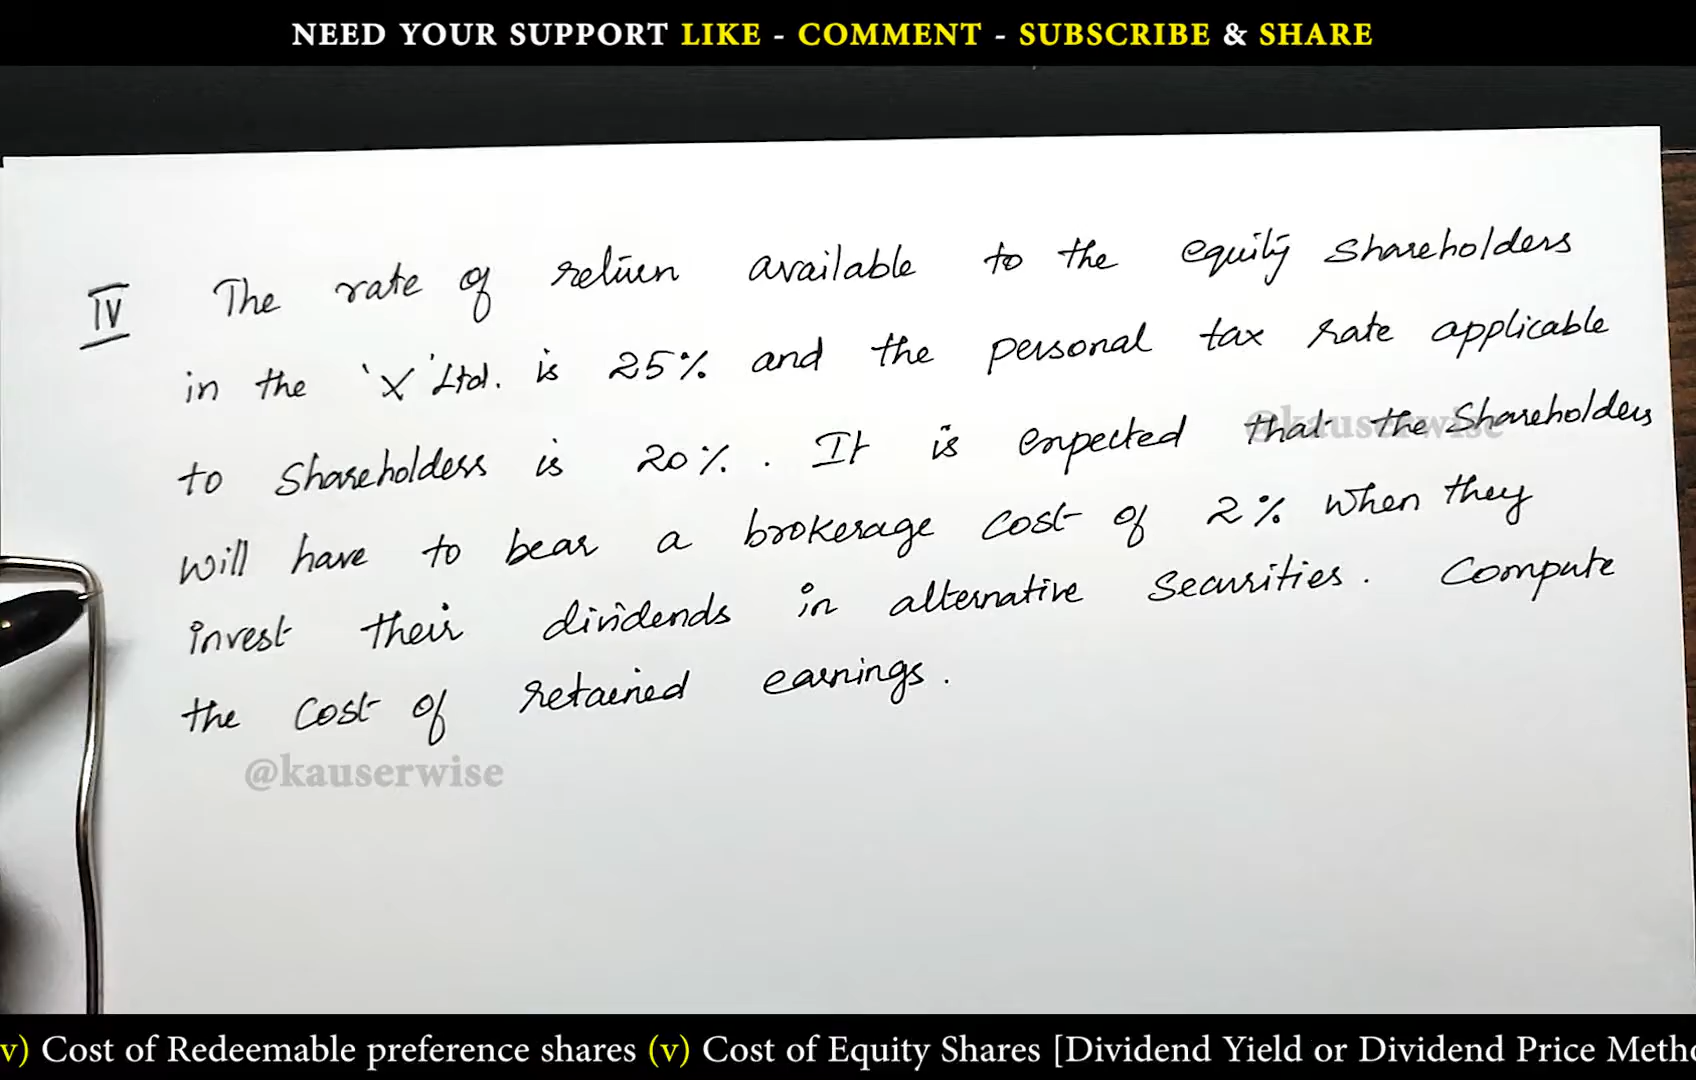 NEED YOUR SUPPORT LIKE - COMMENT - SUBSCRIBE & SHARE
IV The rate of return available to the equity shareholders
in the 'X' Ltd. is 25% and the personal tax rate applicable
@kauserwise
to shareholders is 20%. It is expected that the shareholders
will have to bear a brokerage cost of 2% when they
invest their dividends in alternative securities. Compute
the cost of retained earnings.
@kauserwise
v) Cost of Redeemable preference shares (v) Cost of Equity Shares [Dividend Yield or Dividend Price Metho